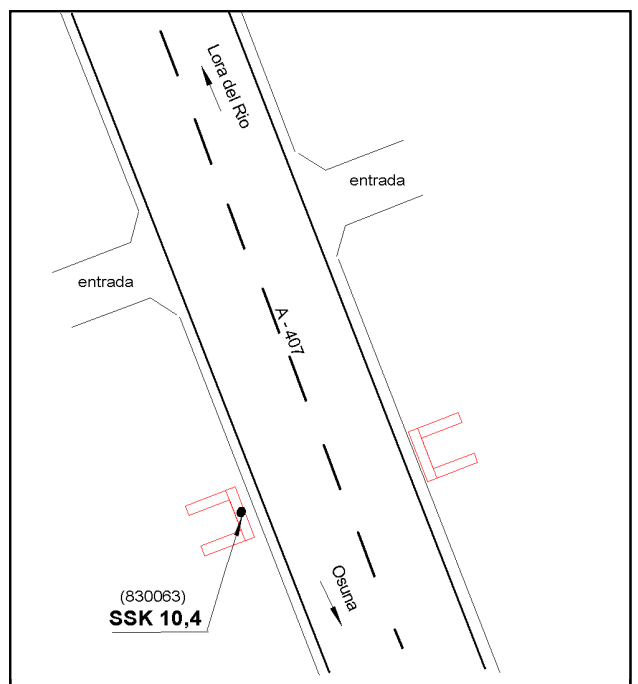 Lora del Rio
entrada
entrada
A - 407
Osuna
(830063)
SSK 10,4